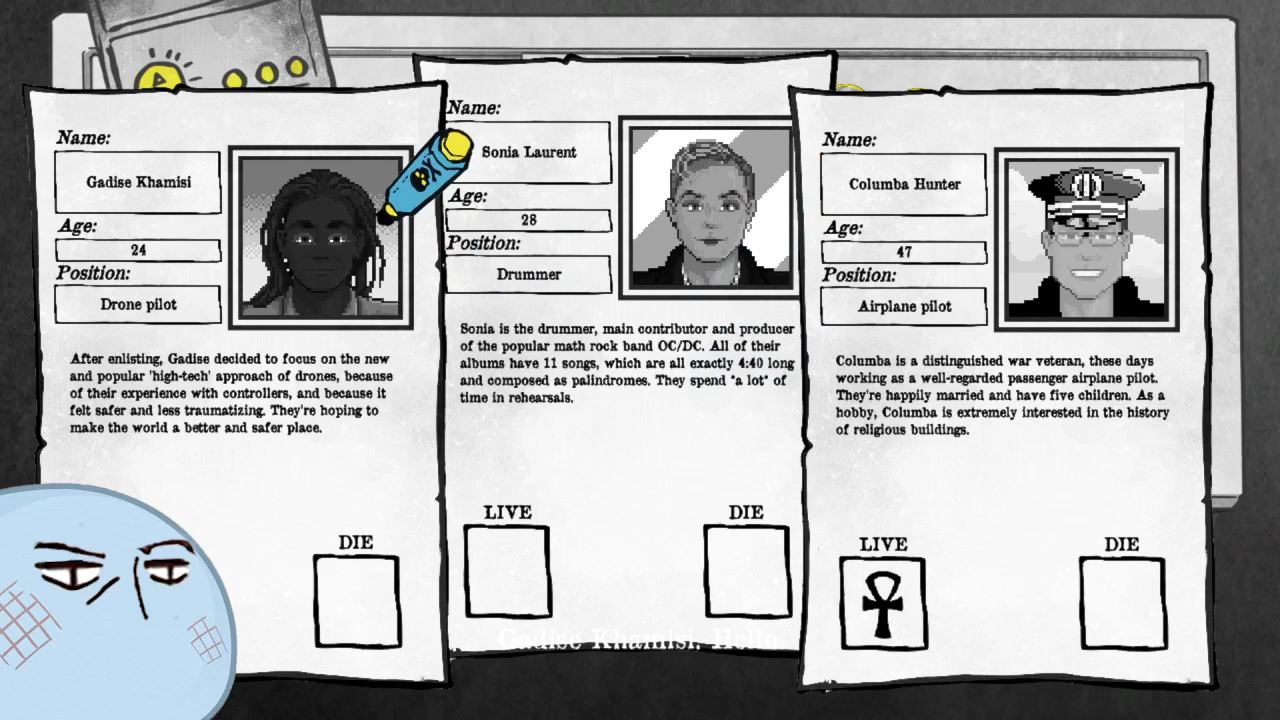 Name:
Gadise Khamisi
Age:
24
Position:
Drone pilot
After enlisting, Gadise decided to focus on the new
and popular 'high-tech' approach of drones, because
of their experience with controllers, and because it
felt safer and less traumatizing. They're hoping to
make the world a better and safer place.
DIE
Name:
Sonia Laurent
Age:
28
Position:
Drummer
Sonia is the drummer, main contributor and producer
of the popular math rock band OC/DC. All of their
albums have 11 songs, which are all exactly 4:40 long
and composed as palindromes. They spend "a lot" of
time in rehearsals.
LIVE
DIE
Gadise Khamisi. Hello
Name:
Columba Hunter
Age:
47
Position:
Airplane pilot
Columba is a distinguished war veteran, these days
working as a well-regarded passenger airplane pilot.
They're happily married and have five children. As a
hobby, Columba is extremely interested in the history
of religious buildings.
LIVE
DIE